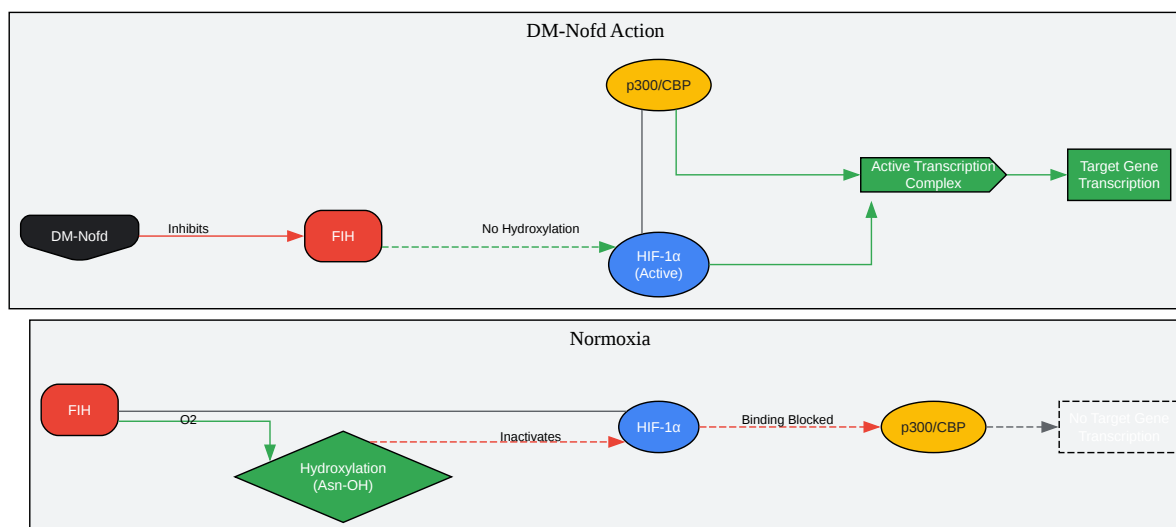 DM-Nofd Action
p300/CBP
Active Transcription
Complex
Target Gene
Transcription
DM-Nofd
Inhibits
FIH
No Hydroxylation
HIF-1α
(Active)
Normoxia
FIH
O2
Hydroxylation
(Asn-OH)
Inactivates
HIF-1α
Binding Blocked
p300/CBP
No Target Gene
Transcription